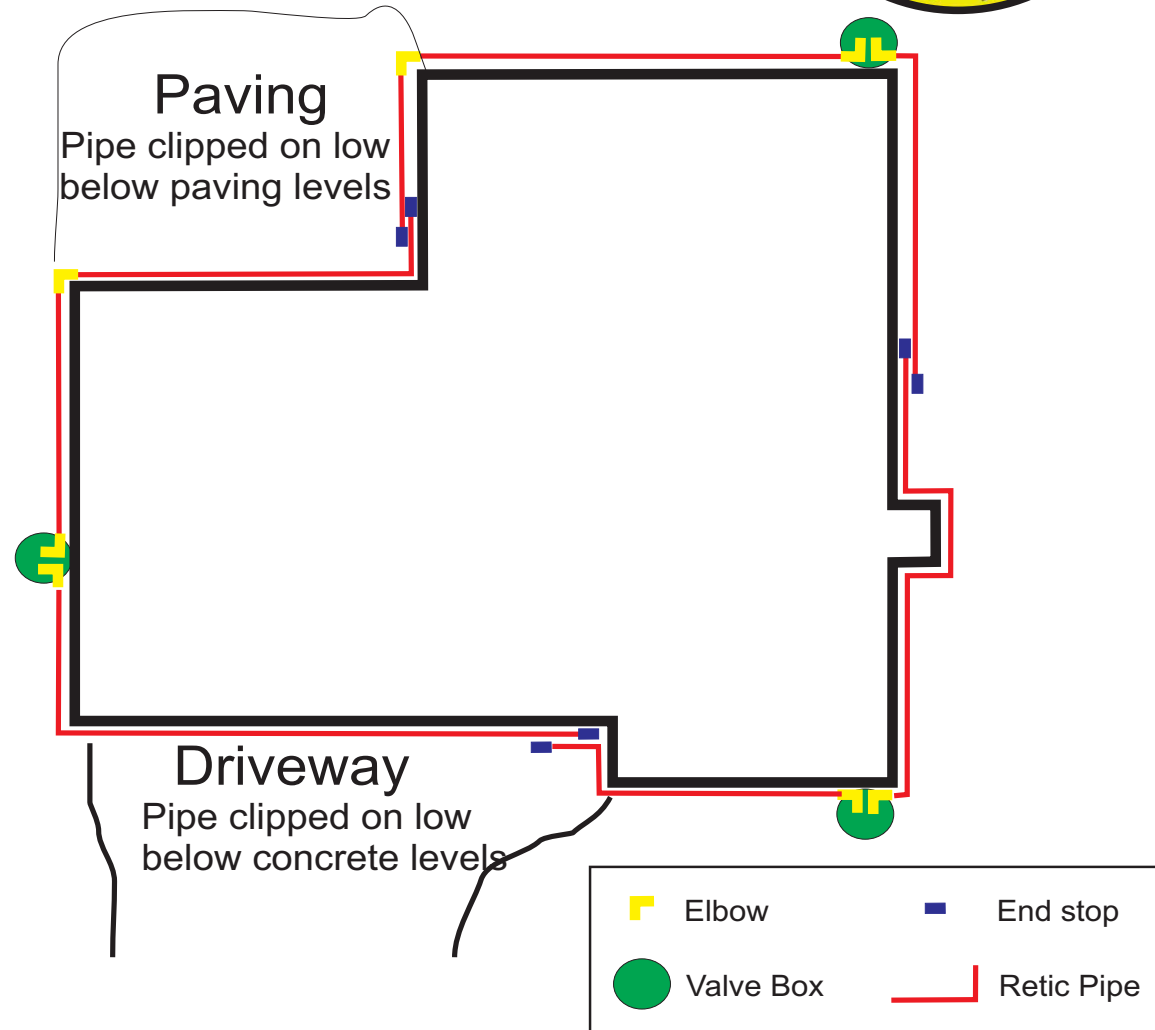 Paving
Pipe clipped on low
below paving levels
Driveway
Pipe clipped on low
below concrete levels
Elbow
End stop
Valve Box
Retic Pipe